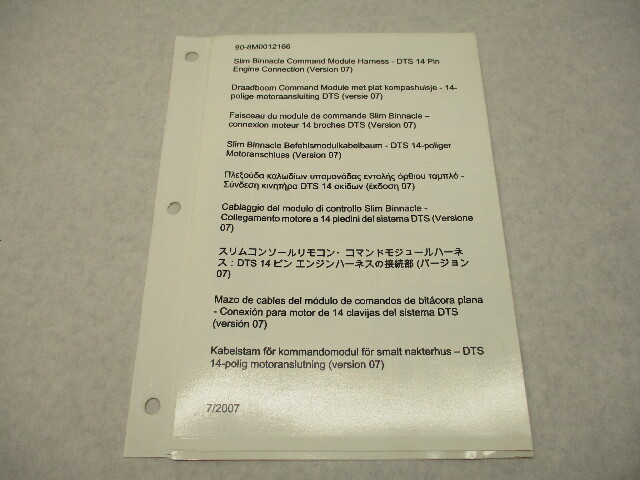 90-8M0012166
Slim Binnacle Command Module Harness - DTS 14 Pin
Engine Connection (Version 07)
Draadboom Command Module met plat kompashuisje - 14-
polige motoraansluiting DTS (versie 07)
Faisceau du module de commande Slim Binnacle –
connexion moteur 14 broches DTS (Version 07)
Slim Binnacle Befehlsmodulkabelbaum - DTS 14-poliger
Motoranschluss (Version 07)
Πλεξούδα καλωδίων υπομονάδας εντολής όρθιου ταμπλό -
Σύνδεση κινητήρα DTS 14 ακίδων (έκδοση 07)
Cablaggio del modulo di controllo Slim Binnacle -
Collegamento motore a 14 piedini del sistema DTS (Versione
07)
スリムコンソールリモコン・コマンドモジュールハーネ
ス：DTS 14 ピン エンジンハーネスの接続部 (バージョン
07)
Mazo de cables del módulo de comandos de bitácora plana
- Conexión para motor de 14 clavijas del sistema DTS
(versión 07)
Kabelstam för kommandomodul för smalt nakterhus – DTS
14-polig motoranslutning (version 07)
7/2007